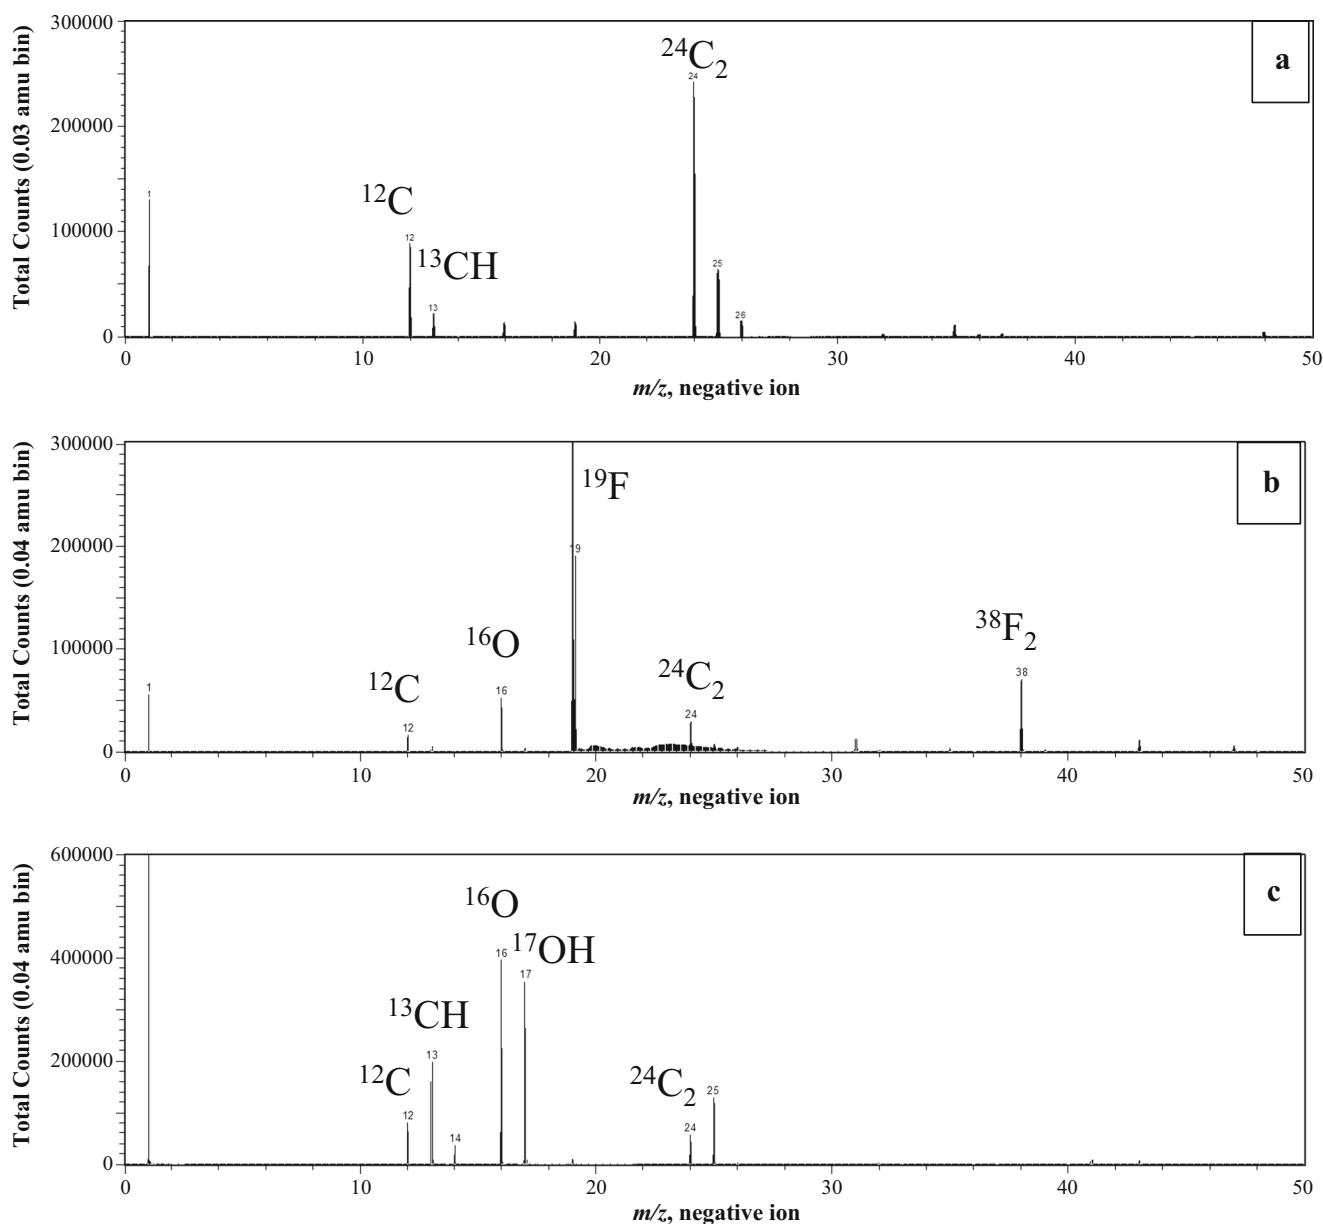 300000
200000
100000
0
Total Counts (0.03 amu bin)
a
²⁴C₂
24
1
¹²C
12
¹³CH
13
25
26
0 10 20 30 40 50
m/z, negative ion
300000
200000
100000
0
Total Counts (0.04 amu bin)
b
¹⁹F
19
¹⁶O
16
³⁸F₂
38
²⁴C₂
24
¹²C
12
1
0 10 20 30 40 50
m/z, negative ion
600000
400000
200000
0
Total Counts (0.04 amu bin)
c
¹⁶O
16
¹⁷OH
17
¹³CH
13
¹²C
12
14
²⁴C₂
24
25
0 10 20 30 40 50
m/z, negative ion